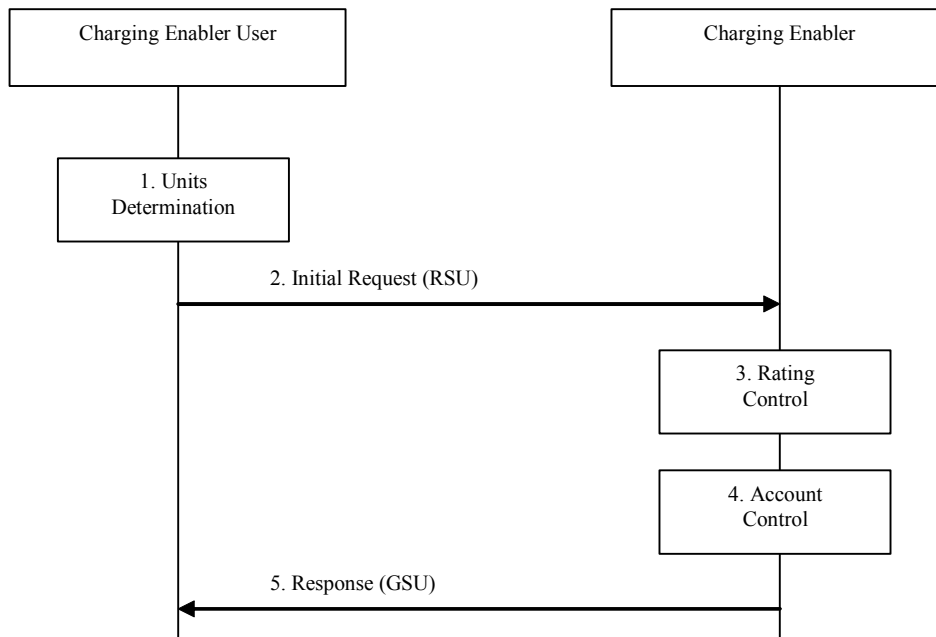 Charging Enabler User
Charging Enabler
1. Units
Determination
2. Initial Request (RSU)
3. Rating
Control
4. Account
Control
5. Response (GSU)